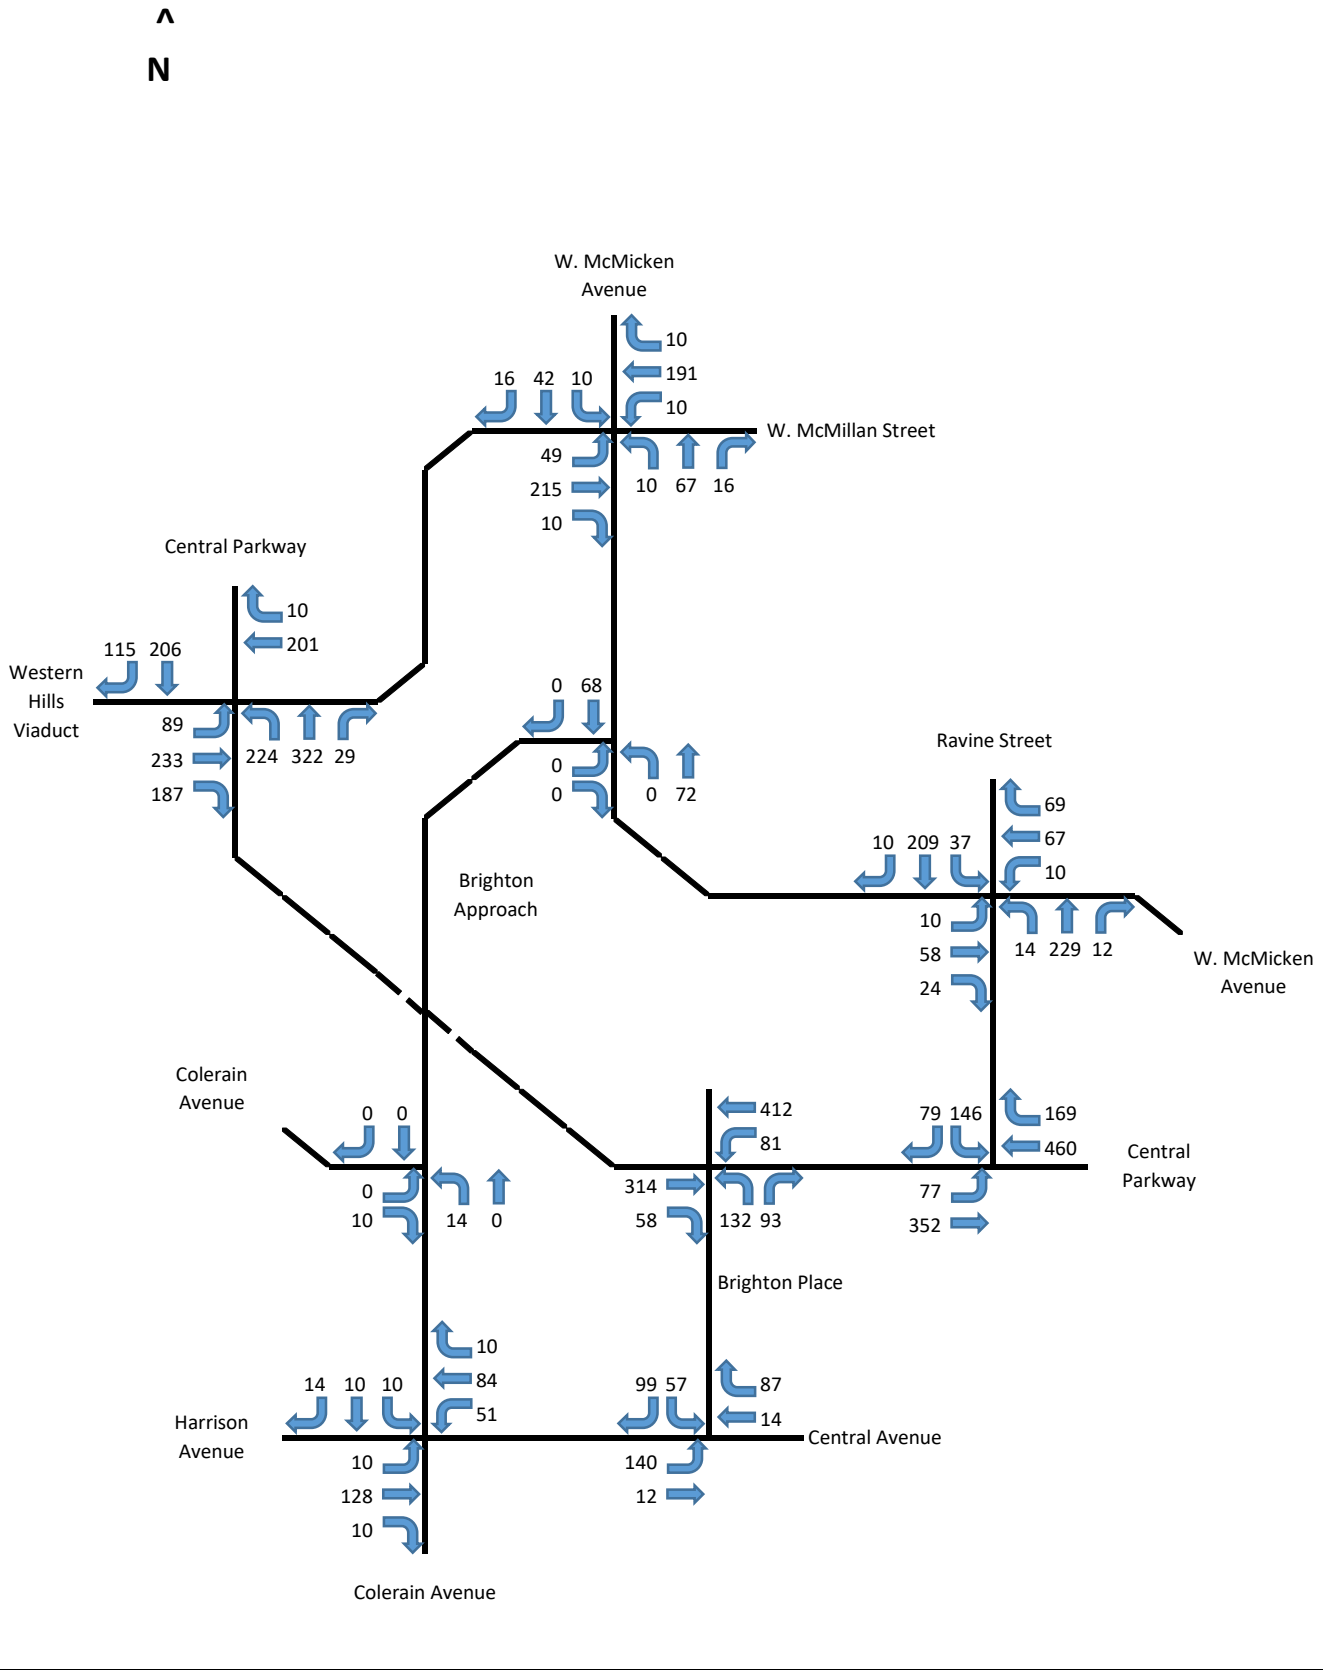 ^
N
W. McMicken
Avenue
10
191
10
16 42 10
W. McMillan Street
49
215
10
10 67 16
Central Parkway
10
201
115 206
Western
Hills
Viaduct
89
233
187
224 322 29
0 68
0
0
0 72
Ravine Street
69
67
10
10 209 37
10
58
24
14 229 12
W. McMicken
Avenue
Brighton
Approach
Colerain
Avenue
0 0
0
10
14 0
412
81
314
58
132 93
79 146
169
460
77
352
Central
Parkway
Brighton Place
10
84
51
14 10 10
Harrison
Avenue
10
128
10
99 57
87
14
Central Avenue
140
12
Colerain Avenue